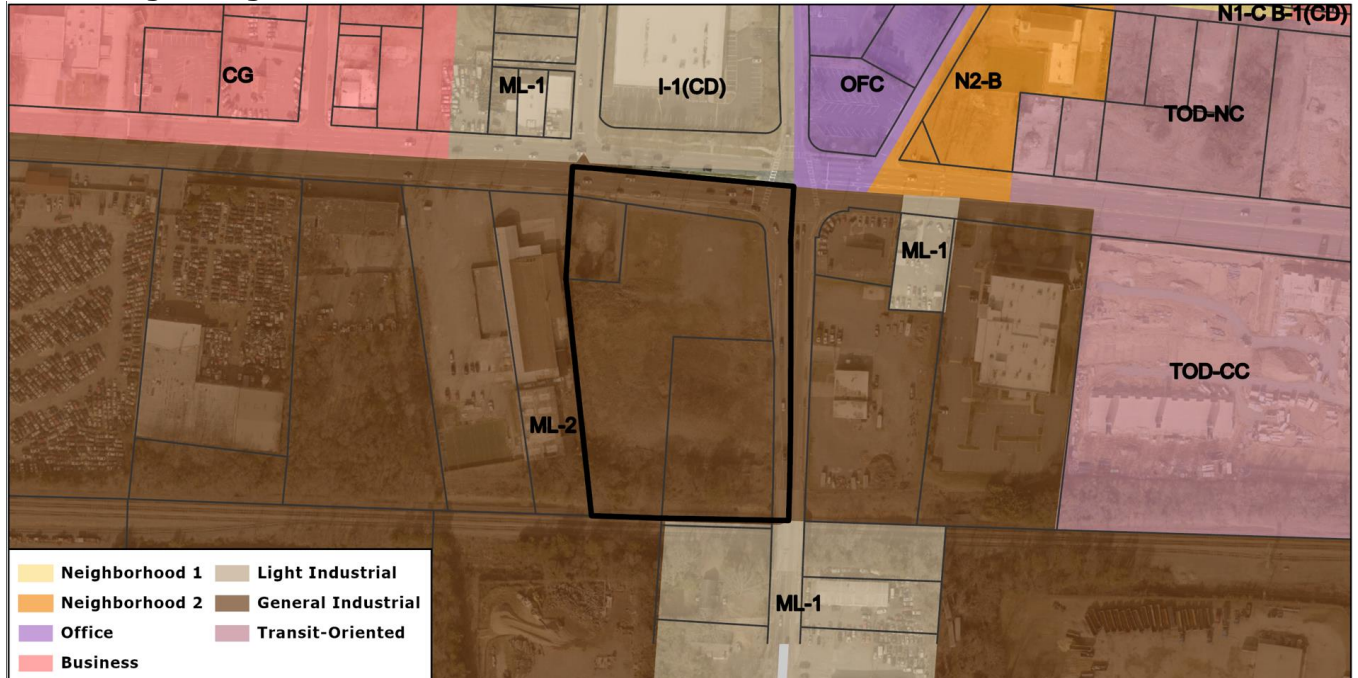 N1-C B-1(CD)
CG
ML-1
I-1(CD)
OFC
N2-B
TOD-NC
ML-1
TOD-CC
ML-2
ML-1
Neighborhood 1
Neighborhood 2
Office
Business
Light Industrial
General Industrial
Transit-Oriented